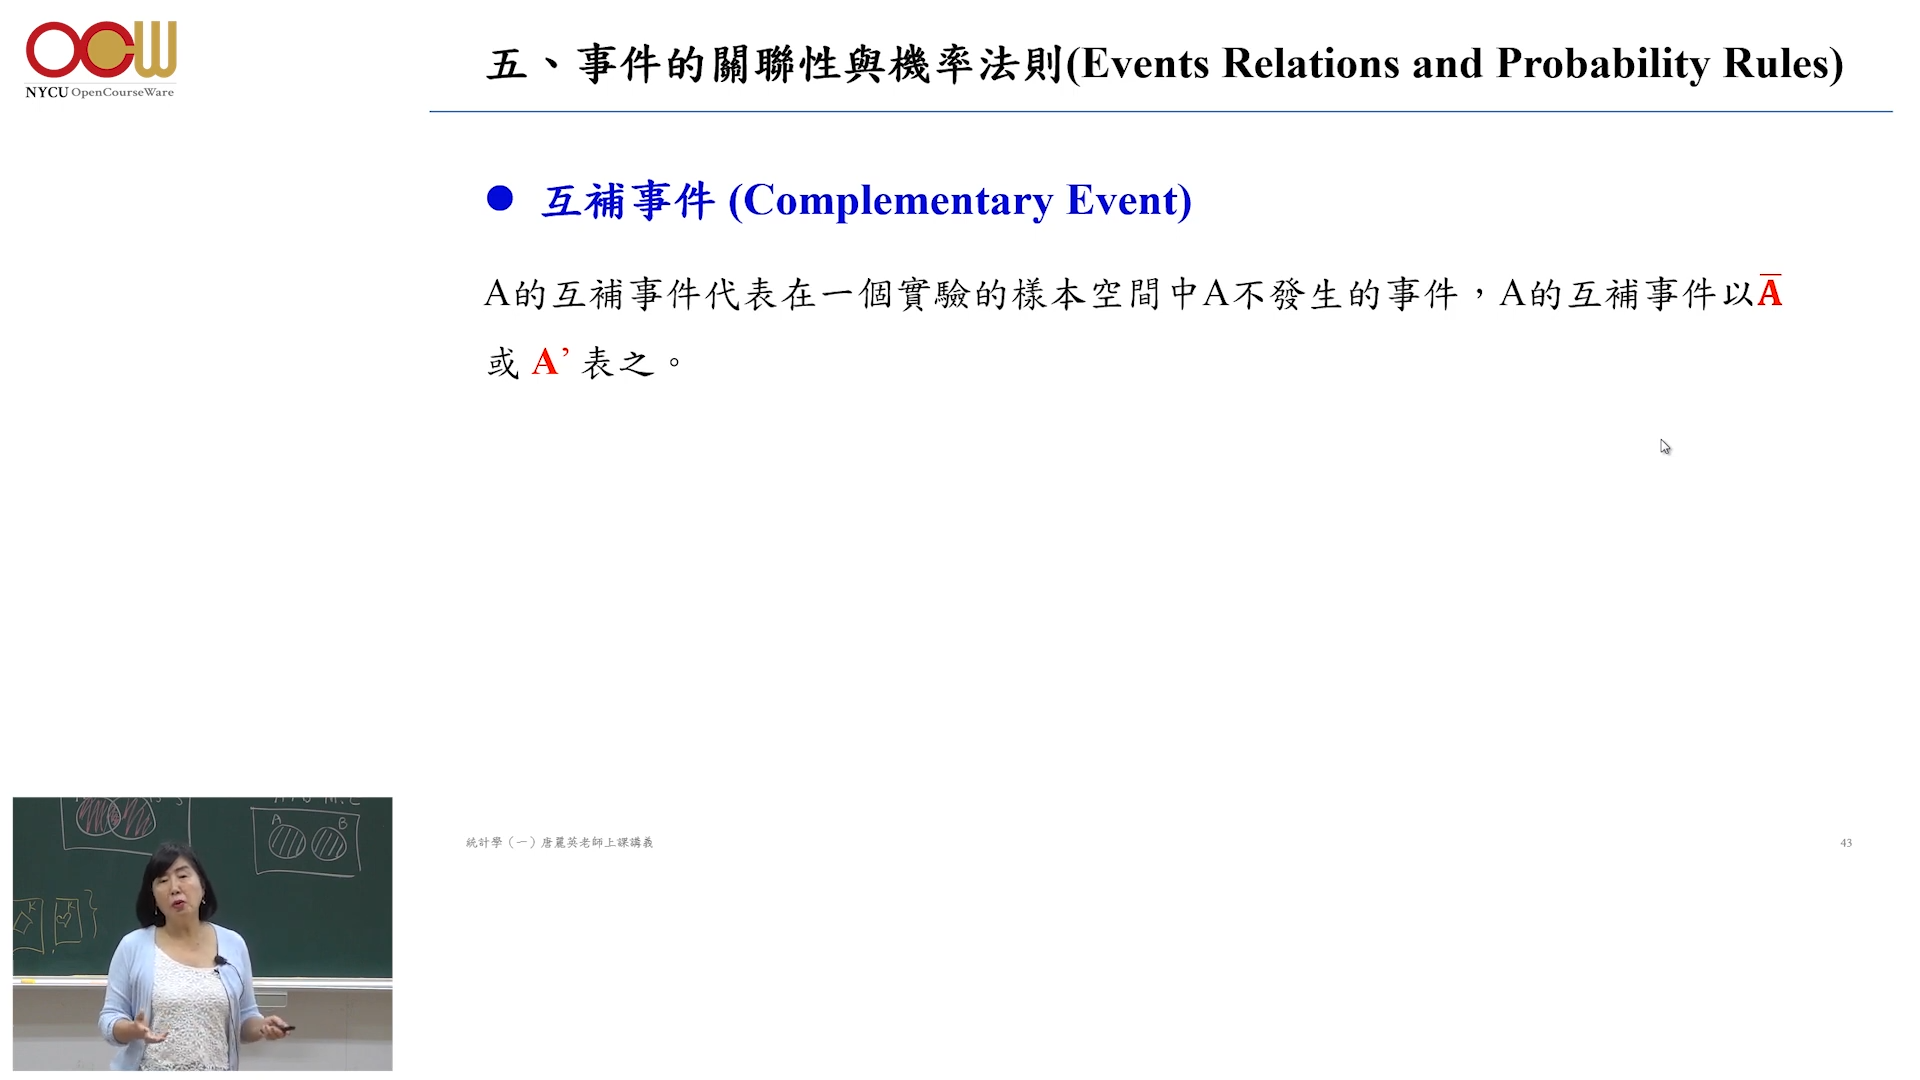 OCW
NYCU OpenCourseWare
五、事件的關聯性與機率法則(Events Relations and Probability Rules)
● 互補事件 (Complementary Event)
A的互補事件代表在一個實驗的樣本空間中A不發生的事件，A的互補事件以A̅
或 A’ 表之。
A B
K K
統計學（一）唐麗英老師上課講義
43